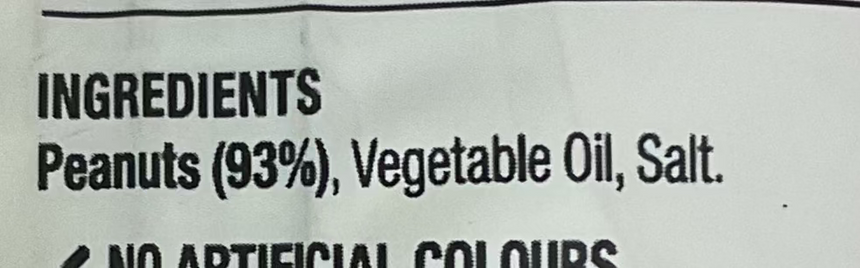 INGREDIENTS
Peanuts (93%), Vegetable Oil, Salt.
✓ NO ARTIFICIAL COLOURS